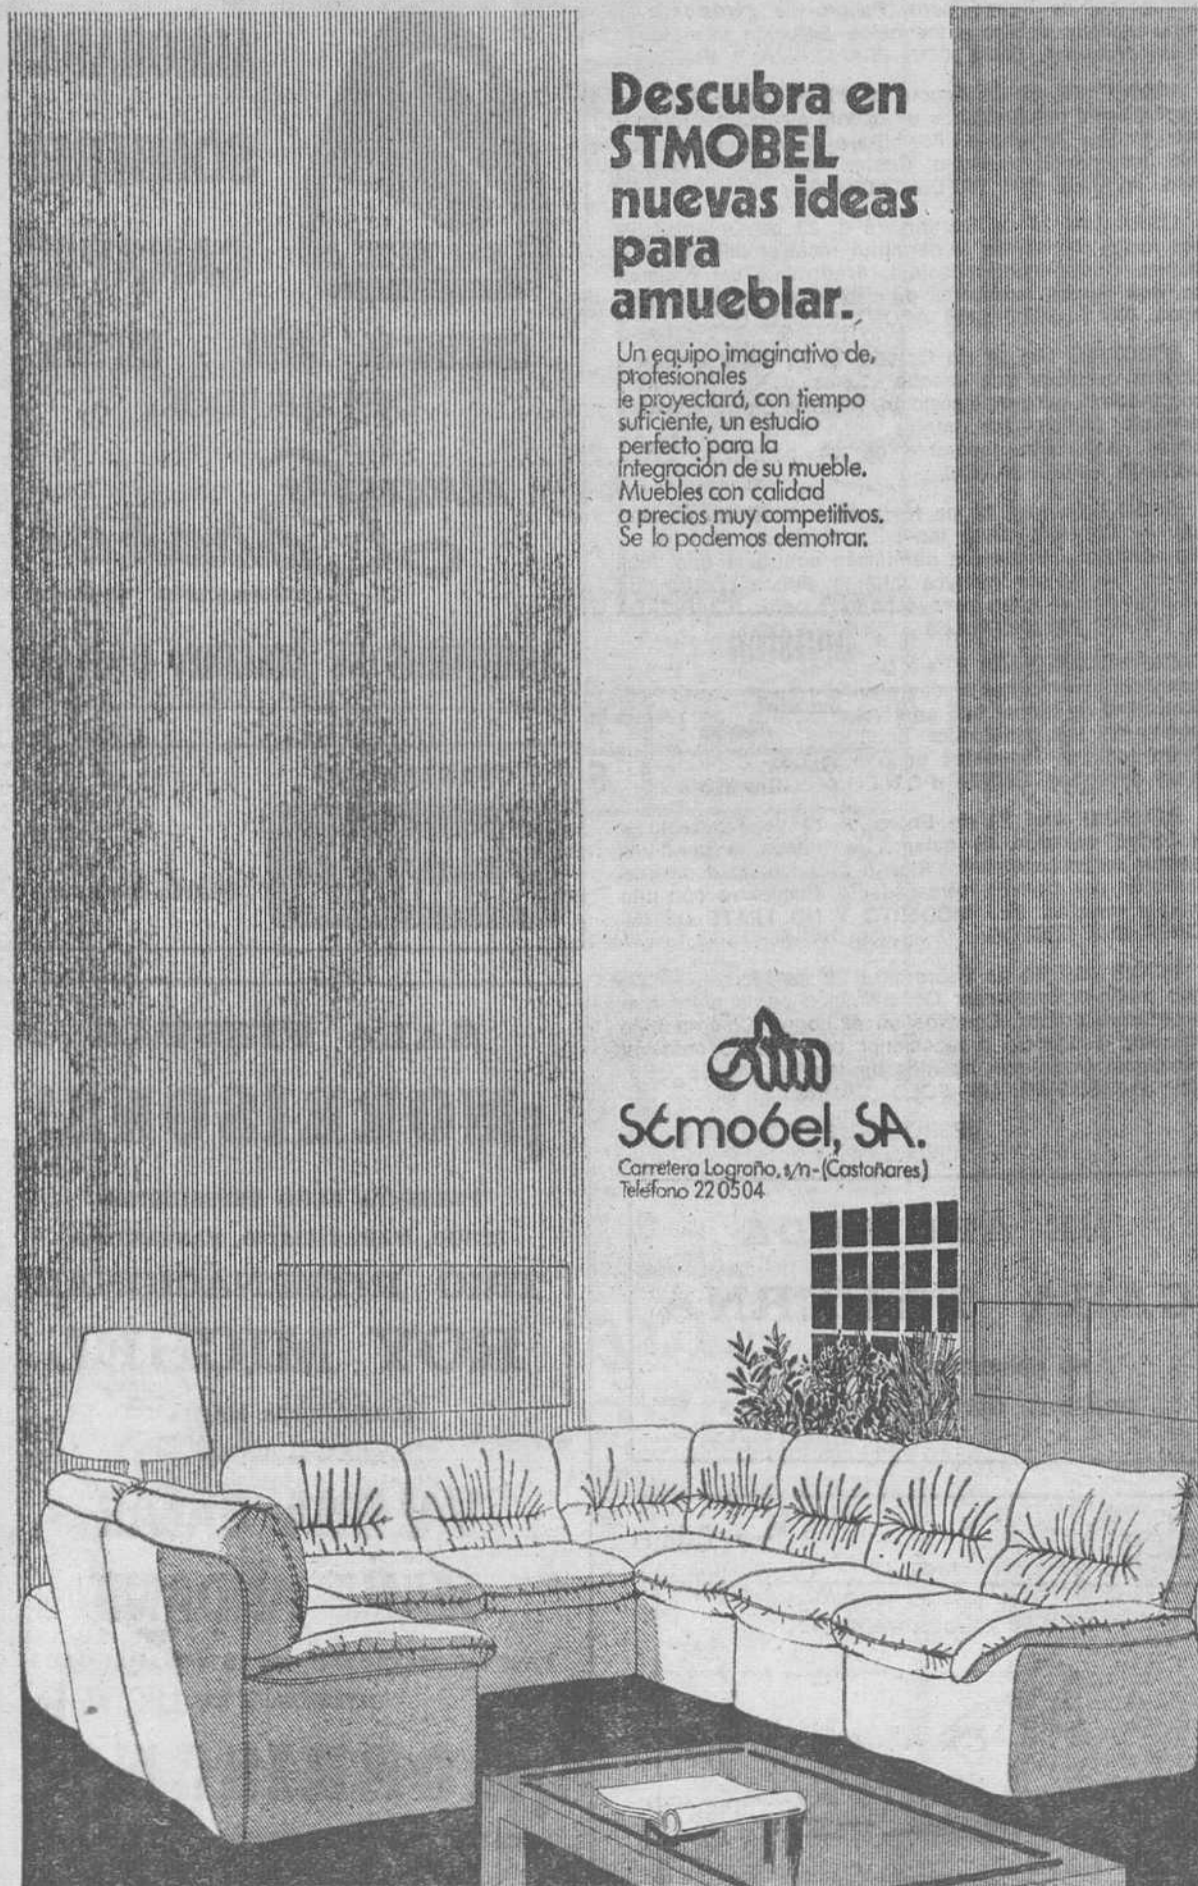 Descubra en
STMOBEL
nuevas ideas
para
amueblar.
Un equipo imaginativo de,
profesionales
le proyectará, con tiempo
suficiente, un estudio
perfecto para la
integración de su mueble.
Muebles con calidad
a precios muy competitivos.
Se lo podemos demotrar.
stm
Stmobel, SA.
Carretera Logroño, s/n-(Castañares)
Teléfono 220504